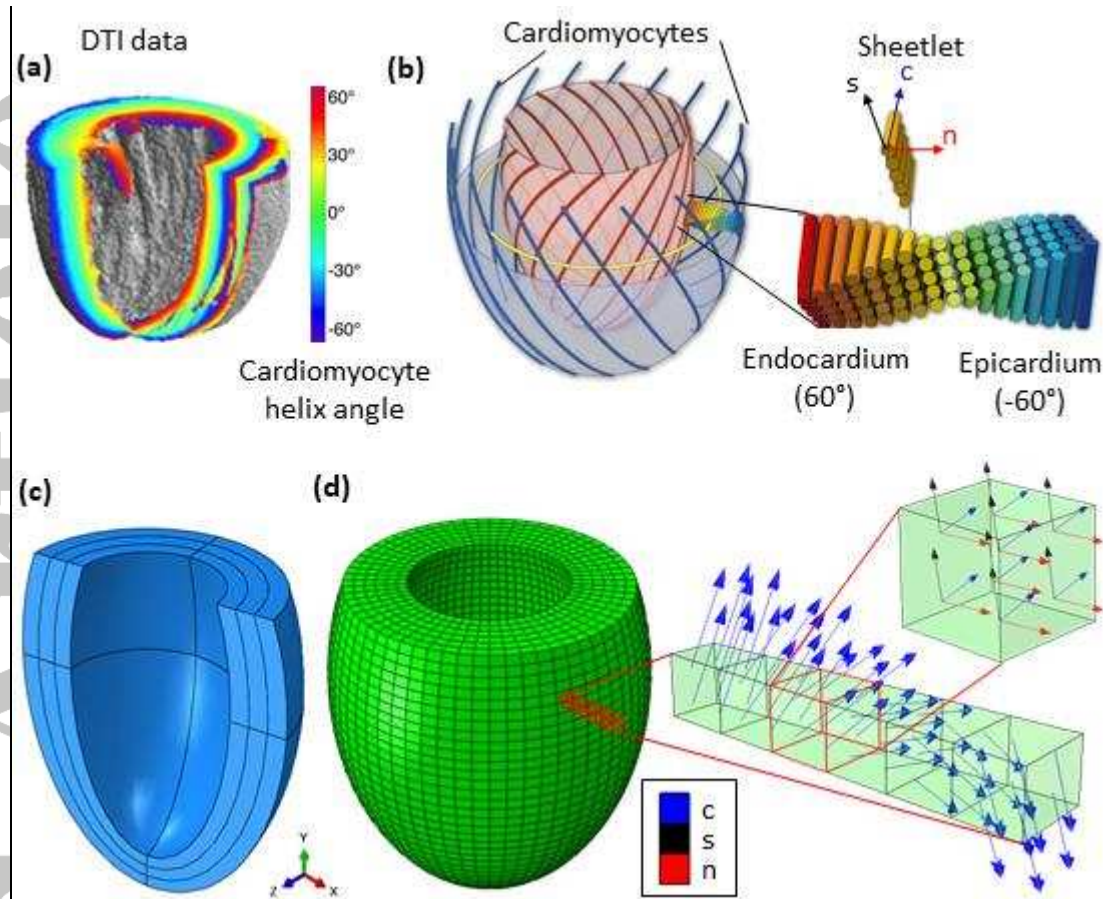 DTI data
(a)
60°
30°
0°
-30°
-60°
Cardiomyocyte
helix angle
(b)
Cardiomyocytes
Sheetlet
s
c
n
Endocardium
(60°)
Epicardium
(-60°)
(c)
Y
Z
X
(d)
c
s
n